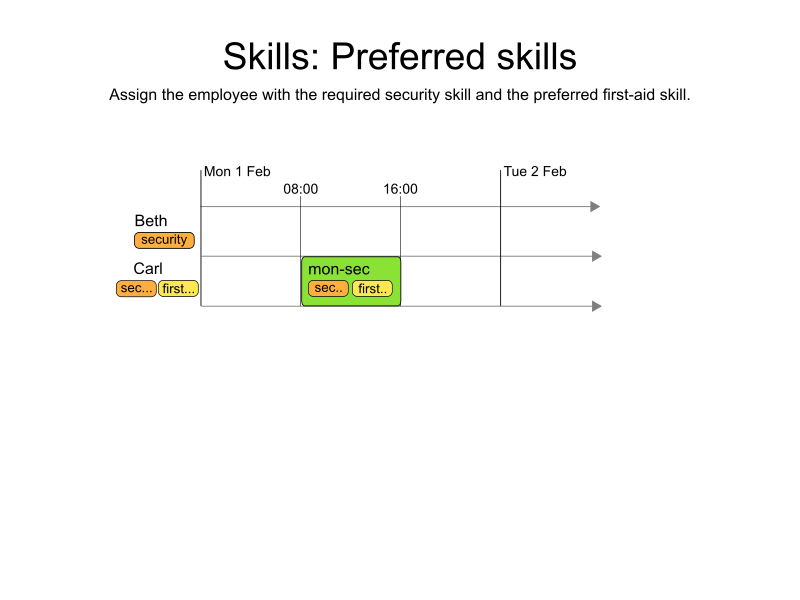 Skills: Preferred skills
Assign the employee with the required security skill and the preferred first-aid skill.
Mon 1 Feb
Tue 2 Feb
08:00
16:00
Beth
security
Carl
sec...
first...
mon-sec
sec..
first..